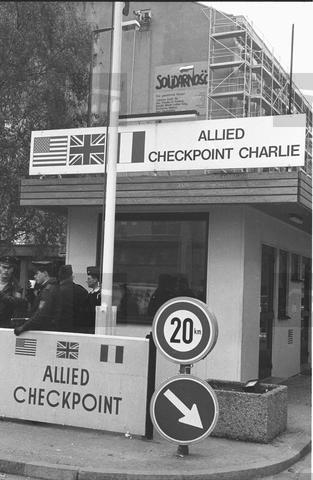 SOLIDARNOŚĆ
ALLIED
CHECKPOINT CHARLIE
20 km
ALLIED
CHECKPOINT